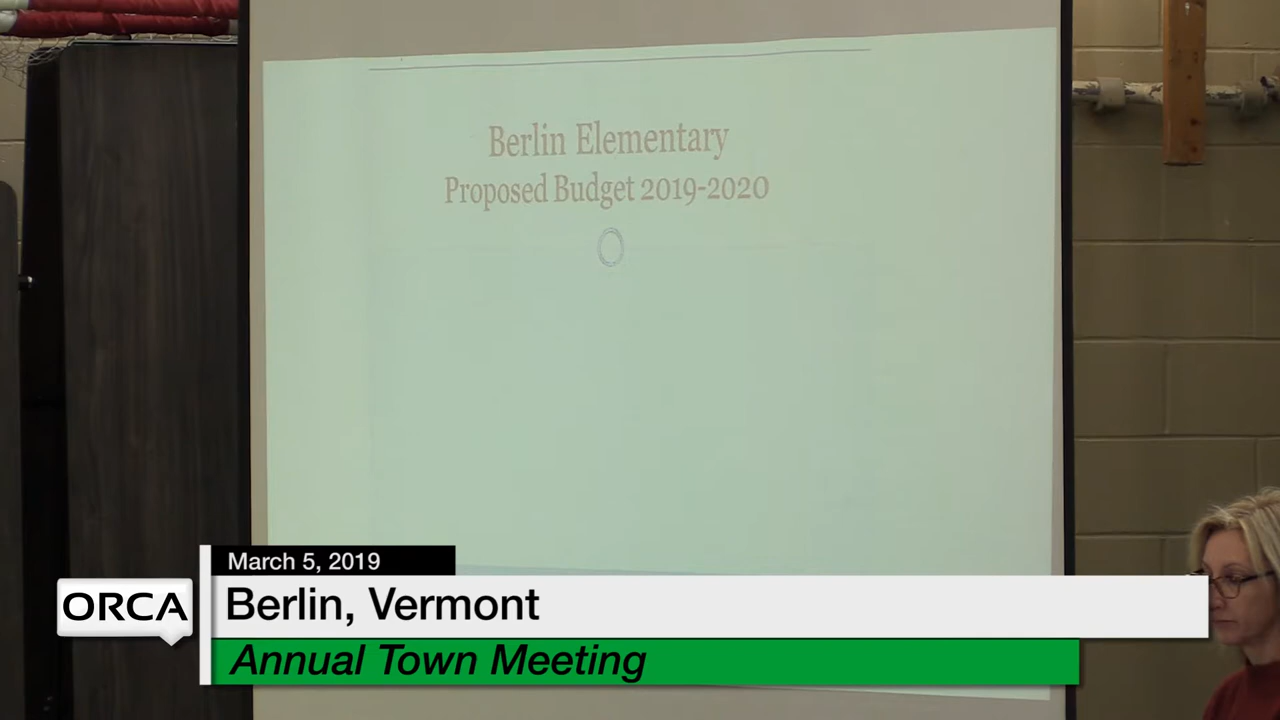 Berlin Elementary
Proposed Budget 2019-2020
March 5, 2019
ORCA
Berlin, Vermont
Annual Town Meeting